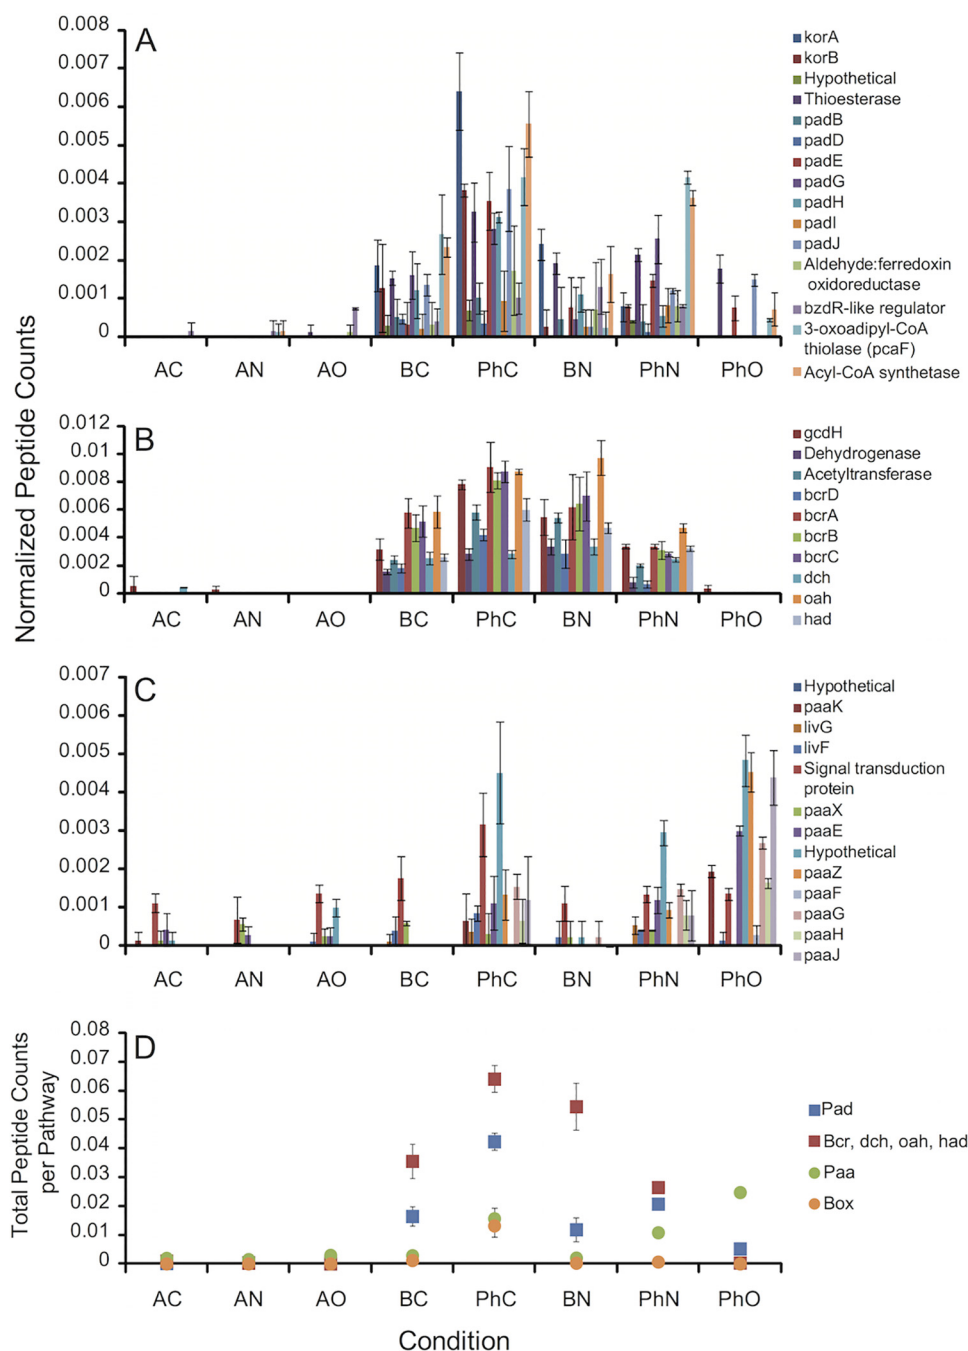 A
0.008
0.007
0.006
0.005
0.004
0.003
0.002
0.001
0
AC AN AO BC PhC BN PhN PhO
korA
korB
Hypothetical
Thioesterase
padB
padD
padE
padG
padH
padI
padJ
Aldehyde:ferredoxin
oxidoreductase
bzdR-like regulator
3-oxoadipyl-CoA
thiolase (pcaF)
Acyl-CoA synthetase
Normalized Peptide Counts
B
0.012
0.01
0.008
0.006
0.004
0.002
0
AC AN AO BC PhC BN PhN PhO
gcdH
Dehydrogenase
Acetyltransferase
bcrD
bcrA
bcrB
bcrC
dch
oah
had
C
0.007
0.006
0.005
0.004
0.003
0.002
0.001
0
AC AN AO BC PhC BN PhN PhO
Hypothetical
paaK
livG
livF
Signal transduction
protein
paaX
paaE
Hypothetical
paaZ
paaF
paaG
paaH
paaJ
D
Total Peptide Counts
per Pathway
0.08
0.07
0.06
0.05
0.04
0.03
0.02
0.01
0
AC AN AO BC PhC BN PhN PhO
Pad
Bcr, dch, oah, had
Paa
Box
Condition